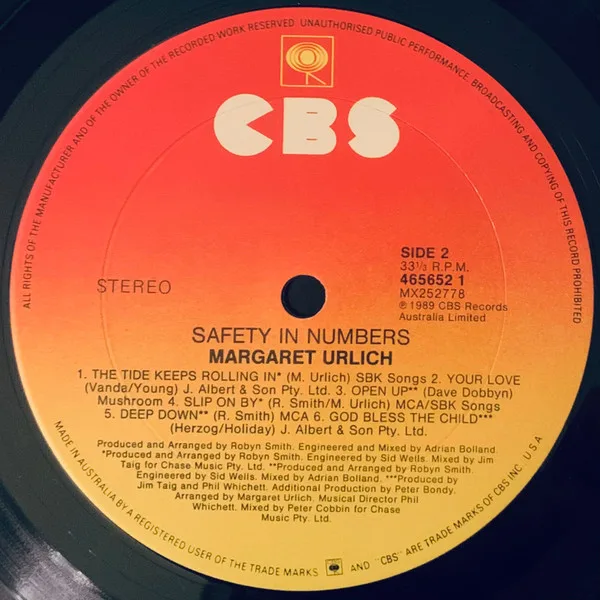 ALL RIGHTS OF THE MANUFACTURER AND OF THE OWNER OF THE RECORDED WORK RESERVED. UNAUTHORISED PUBLIC PERFORMANCE, BROADCASTING AND COPYING OF THIS RECORD PROHIBITED
CBS
SIDE 2
33⅓ R.P.M.
STEREO
465652 1
MX252778
℗ 1989 CBS Records
Australia Limited
SAFETY IN NUMBERS
MARGARET URLICH
1. THE TIDE KEEPS ROLLING IN* (M. Urlich) SBK Songs 2. YOUR LOVE
(Vanda/Young) J. Albert & Son Pty. Ltd. 3. OPEN UP** (Dave Dobbyn)
Mushroom 4. SLIP ON BY* (R. Smith/M. Urlich) MCA/SBK Songs
5. DEEP DOWN** (R. Smith) MCA 6. GOD BLESS THE CHILD***
(Herzog/Holiday) J. Albert & Son Pty. Ltd.
Produced and Arranged by Robyn Smith. Engineered and Mixed by Adrian Bolland.
*Produced and Arranged by Robyn Smith. Engineered by Sid Wells. Mixed by Jim
Taig for Chase Music Pty. Ltd. **Produced and Arranged by Robyn Smith.
Engineered by Sid Wells. Mixed by Adrian Bolland. ***Produced by
Jim Taig and Phil Whichett. Additional Production by Peter Bondy.
Arranged by Margaret Urlich. Musical Director Phil
Whichett. Mixed by Peter Cobbin for Chase
Music Pty. Ltd.
MADE IN AUSTRALIA BY A REGISTERED USER OF THE TRADE MARKS AND "CBS" ARE TRADE MARKS OF CBS INC U.S.A